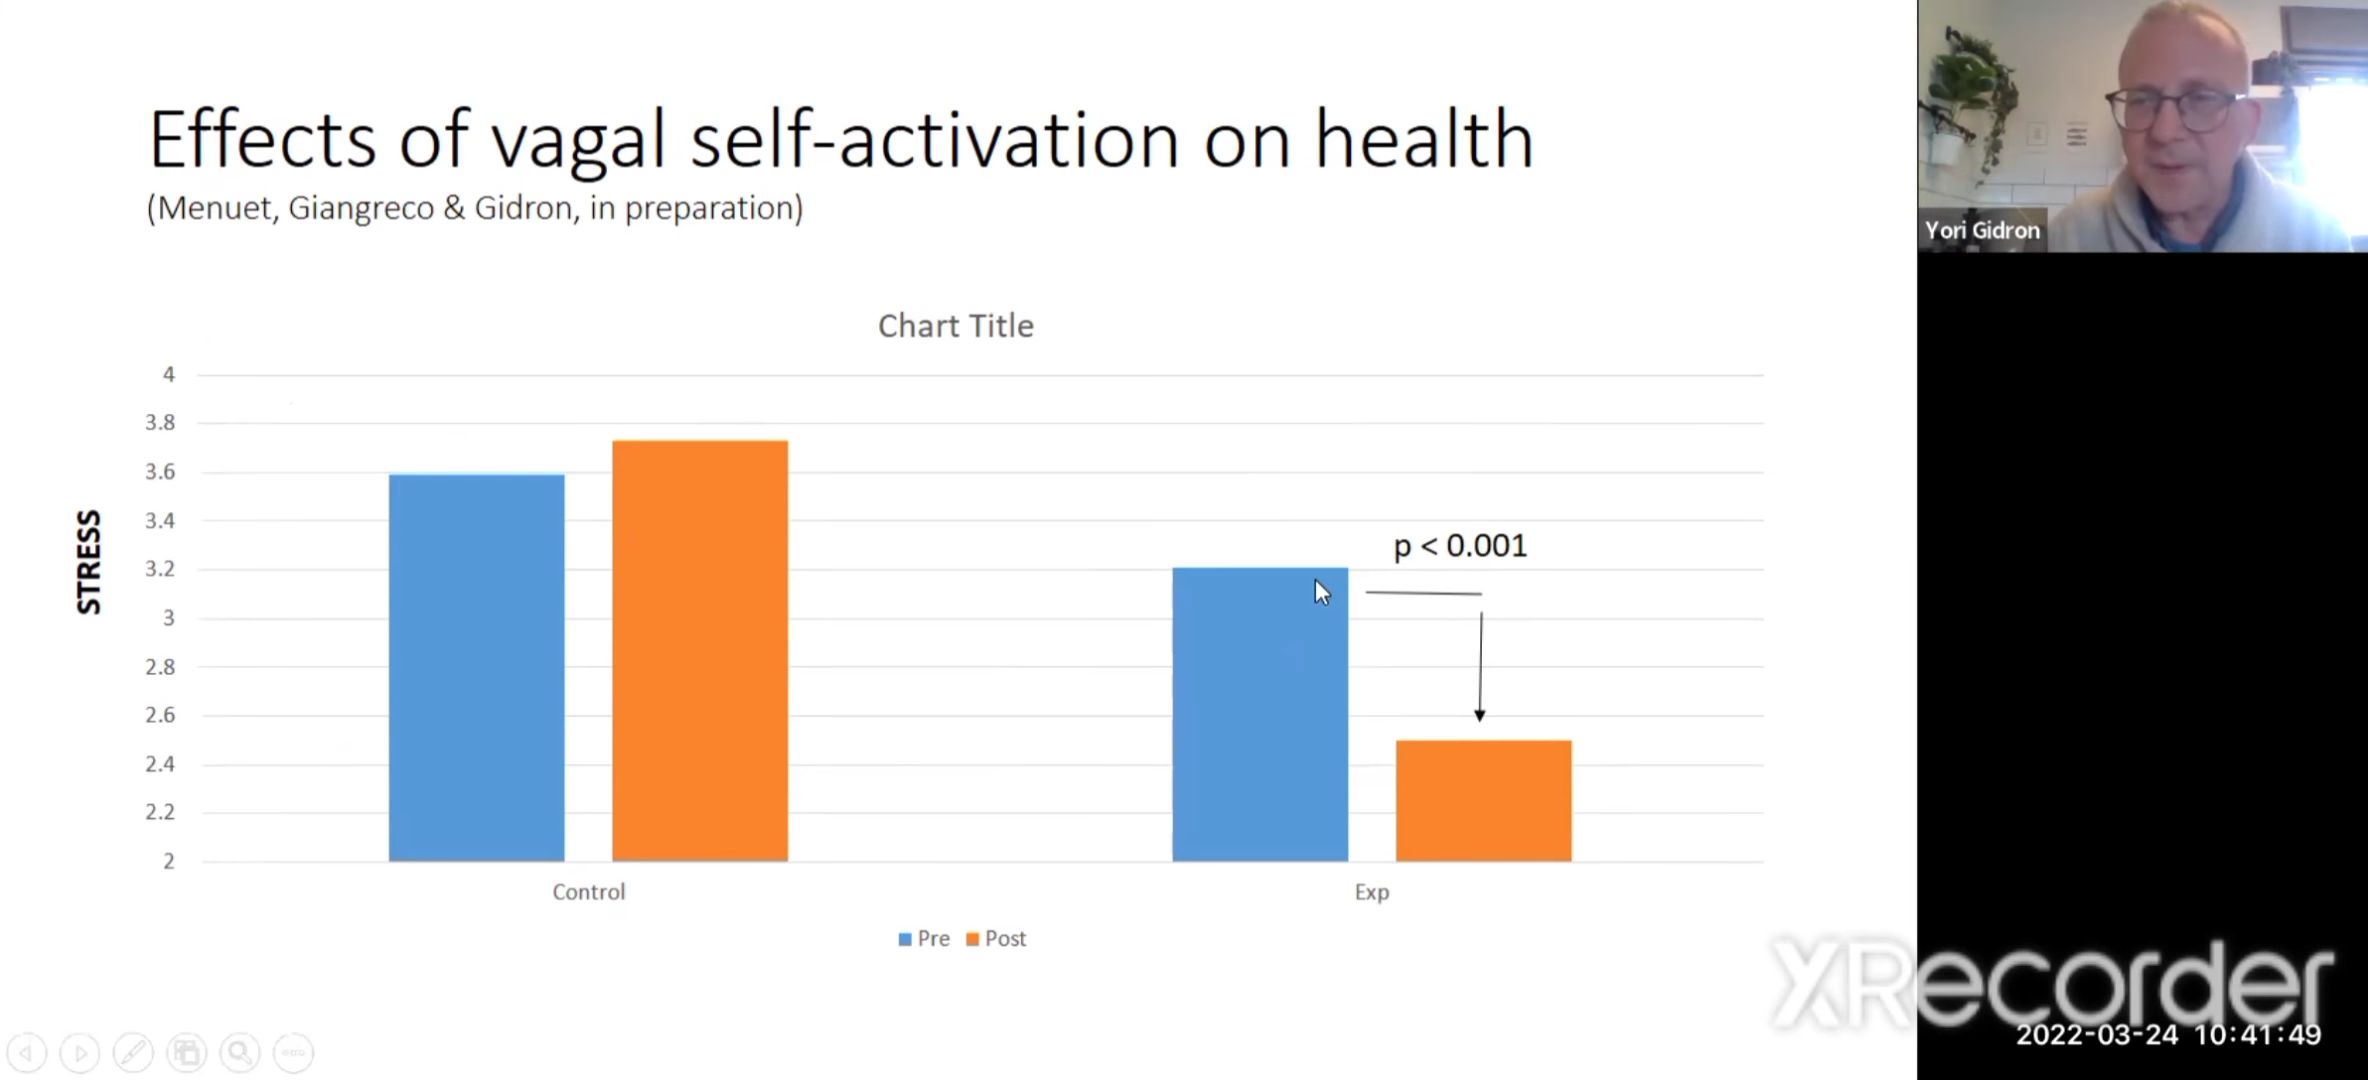 Effects of vagal self-activation on health
(Menuet, Giangreco & Gidron, in preparation)
Yori Gidron
Chart Title
4
3.8
3.6
3.4
3.2
3
2.8
2.6
2.4
2.2
2
STRESS
p < 0.001
Control
Exp
Pre Post
XRecorder
2022-03-24 10:41:49